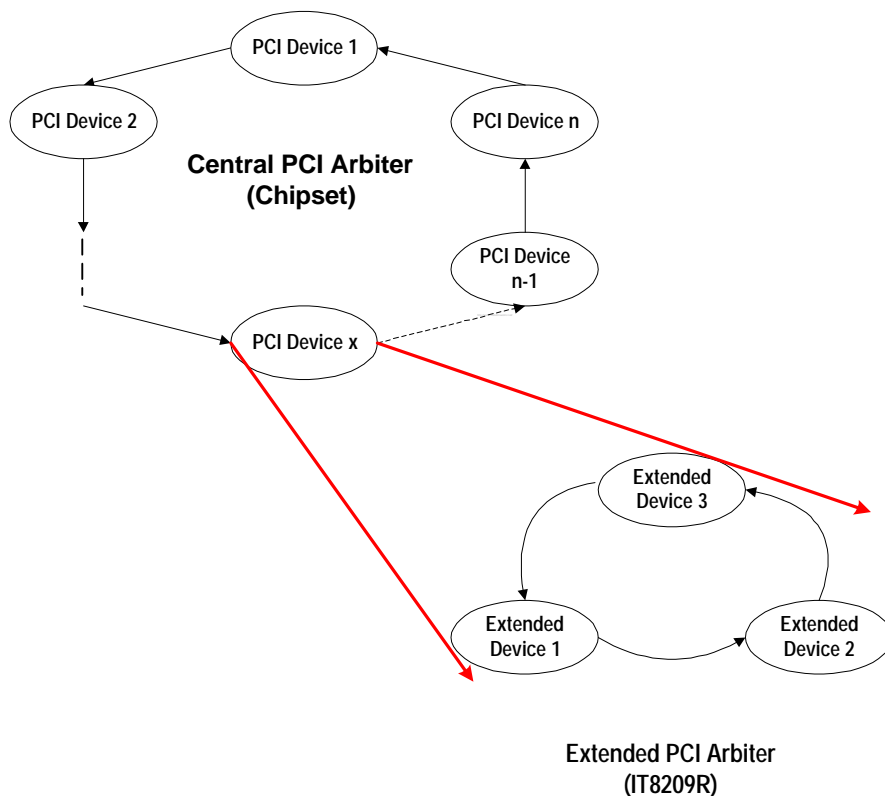 PCI Device 1
PCI Device 2
PCI Device n
Central PCI Arbiter
(Chipset)
PCI Device
n-1
PCI Device x
Extended
Device 3
Extended
Device 1
Extended
Device 2
Extended PCI Arbiter
(IT8209R)